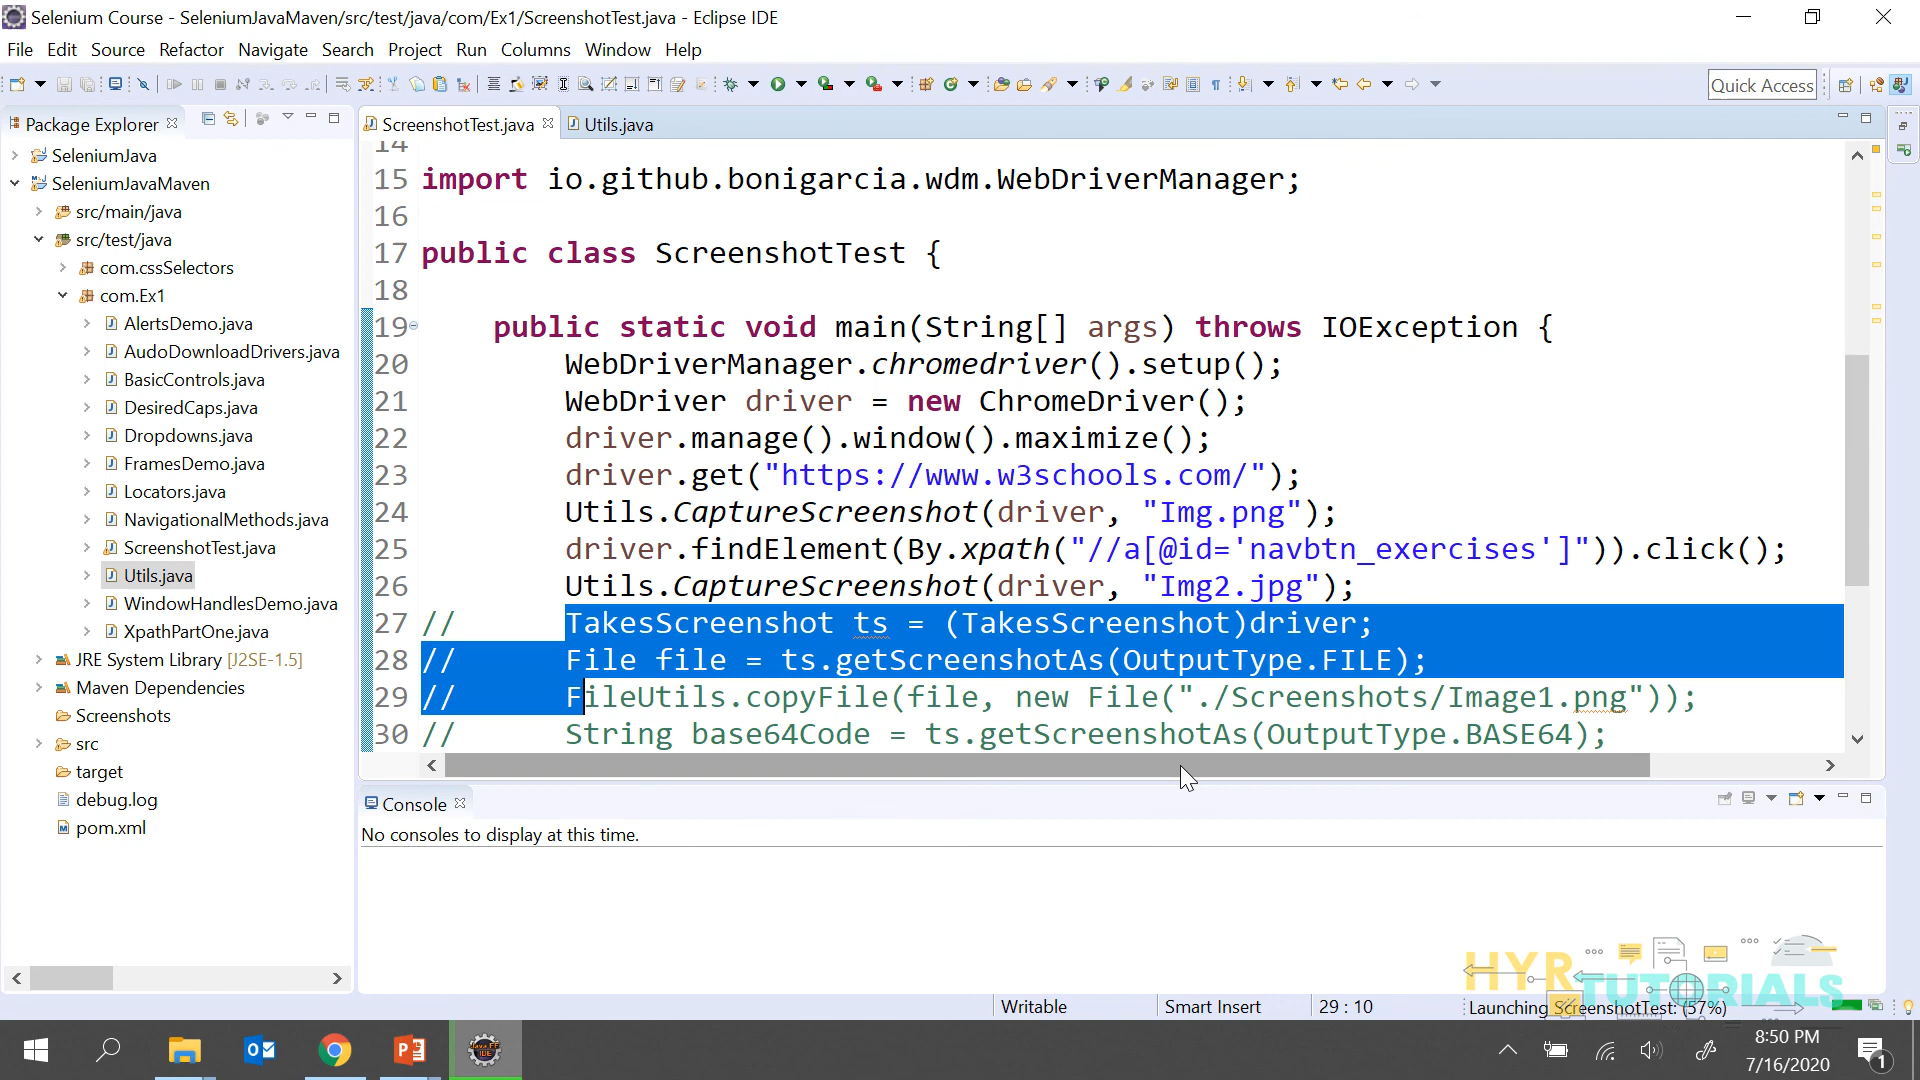 Selenium Course - SeleniumJavaMaven/src/test/java/com/Ex1/ScreenshotTest.java - Eclipse IDE
File Edit Source Refactor Navigate Search Project Run Columns Window Help
Quick Access
Package Explorer
SeleniumJava
SeleniumJavaMaven
src/main/java
src/test/java
com.cssSelectors
com.Ex1
AlertsDemo.java
AudoDownloadDrivers.java
BasicControls.java
DesiredCaps.java
Dropdowns.java
FramesDemo.java
Locators.java
NavigationalMethods.java
ScreenshotTest.java
Utils.java
WindowHandlesDemo.java
XpathPartOne.java
JRE System Library [J2SE-1.5]
Maven Dependencies
Screenshots
src
target
debug.log
pom.xml
ScreenshotTest.java Utils.java
14
15 import io.github.bonigarcia.wdm.WebDriverManager;
16
17 public class ScreenshotTest {
18
19 public static void main(String[] args) throws IOException {
20 WebDriverManager.chromedriver().setup();
21 WebDriver driver = new ChromeDriver();
22 driver.manage().window().maximize();
23 driver.get("https://www.w3schools.com/");
24 Utils.CaptureScreenshot(driver, "Img.png");
25 driver.findElement(By.xpath("//a[@id='navbtn_exercises']")).click();
26 Utils.CaptureScreenshot(driver, "Img2.jpg");
27 // TakesScreenshot ts = (TakesScreenshot)driver;
28 // File file = ts.getScreenshotAs(OutputType.FILE);
29 // FileUtils.copyFile(file, new File("./Screenshots/Image1.png"));
30 // String base64Code = ts.getScreenshotAs(OutputType.BASE64);
Console
No consoles to display at this time.
HYR TUTORIALS
Writable Smart Insert 29 : 10 Launching ScreenshotTest: (57%)
8:50 PM
7/16/2020
1